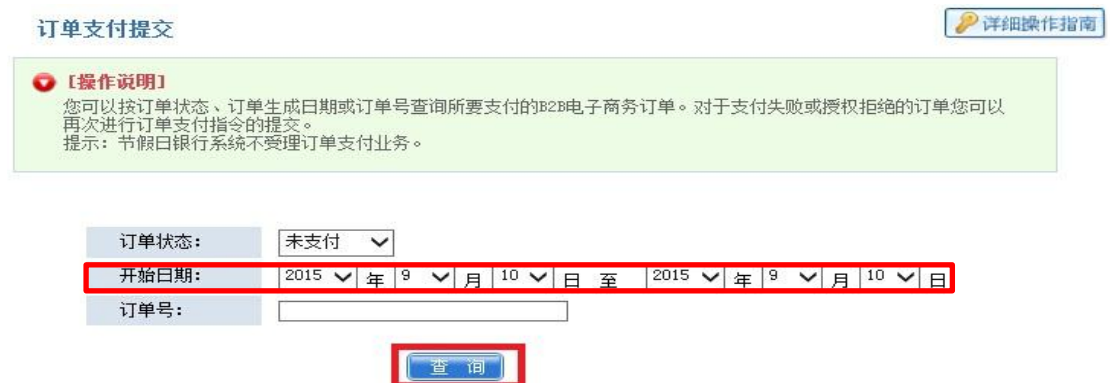 订单支付提交
详细操作指南
【操作说明】
您可以按订单状态、订单生成日期或订单号查询所要支付的B2B电子商务订单。对于支付失败或授权拒绝的订单您可以
再次进行订单支付指令的提交。
提示：节假日银行系统不受理订单支付业务。
订单状态： 未支付
开始日期： 2015 年 9 月 10 日 至 2015 年 9 月 10 日
订单号：
查 询